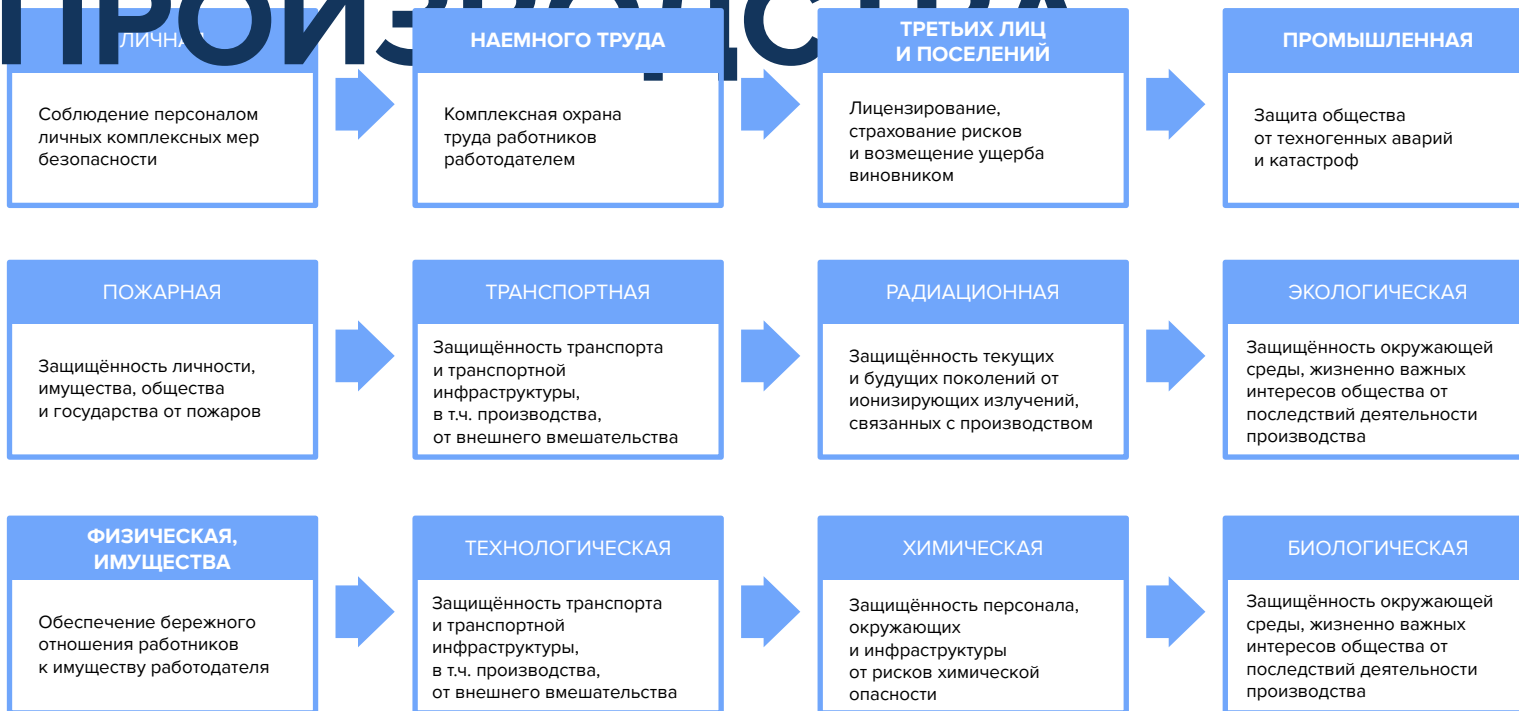 ПРОИЗВОДСТВА
ЛИЧНАЯ
НАЕМНОГО ТРУДА
ТРЕТЬИХ ЛИЦ
И ПОСЕЛЕНИЙ
ПРОМЫШЛЕННАЯ
Соблюдение персоналом
личных комплексных мер
безопасности
Комплексная охрана
труда работников
работодателем
Лицензирование,
страхование рисков
и возмещение ущерба
виновником
Защита общества
от техногенных аварий
и катастроф
ПОЖАРНАЯ
ТРАНСПОРТНАЯ
РАДИАЦИОННАЯ
ЭКОЛОГИЧЕСКАЯ
Защищённость личности,
имущества, общества
и государства от пожаров
Защищённость транспорта
и транспортной
инфраструктуры,
в т.ч. производства,
от внешнего вмешательства
Защищённость текущих
и будущих поколений от
ионизирующих излучений,
связанных с производством
Защищённость окружающей
среды, жизненно важных
интересов общества от
последствий деятельности
производства
ФИЗИЧЕСКАЯ,
ИМУЩЕСТВА
ТЕХНОЛОГИЧЕСКАЯ
ХИМИЧЕСКАЯ
БИОЛОГИЧЕСКАЯ
Обеспечение бережного
отношения работников
к имуществу работодателя
Защищённость транспорта
и транспортной
инфраструктуры,
в т.ч. производства,
от внешнего вмешательства
Защищённость персонала,
окружающих
и инфраструктуры
от рисков химической
опасности
Защищённость окружающей
среды, жизненно важных
интересов общества от
последствий деятельности
производства